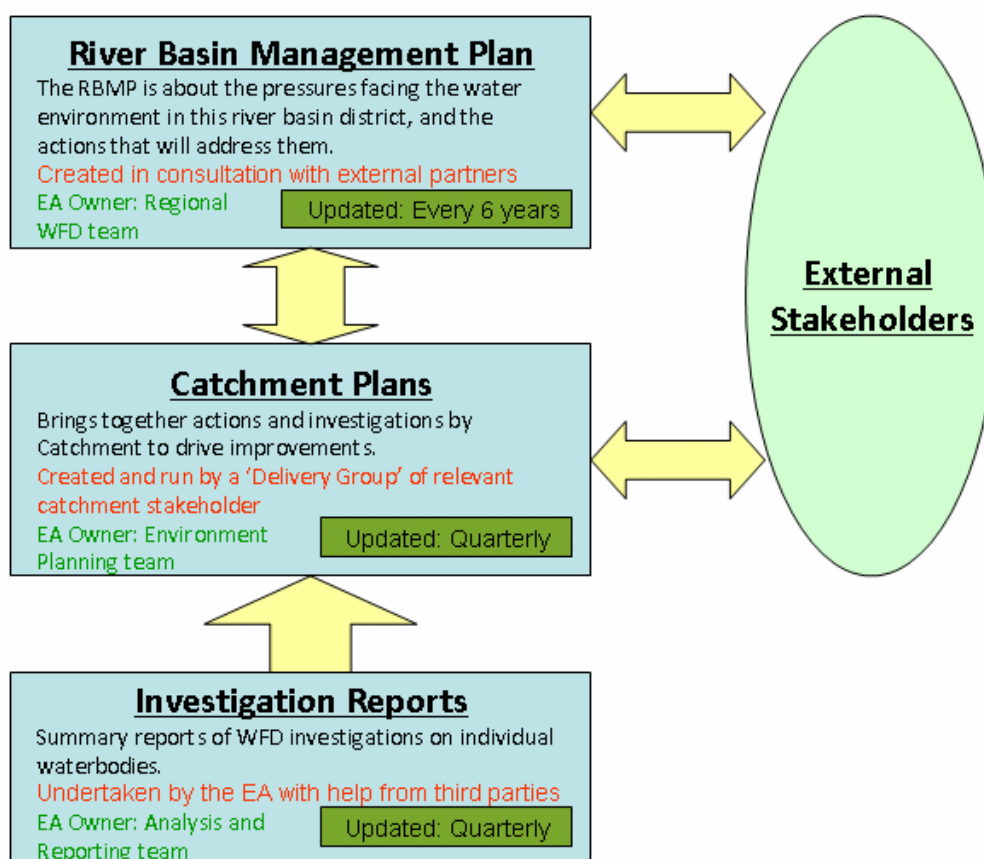 River Basin Management Plan
The RBMP is about the pressures facing the water
environment in this river basin district, and the
actions that will address them.
Created in consultation with external partners
EA Owner: Regional
WFD team
Updated: Every 6 years
External
Stakeholders
Catchment Plans
Brings together actions and investigations by
Catchment to drive improvements.
Created and run by a ‘Delivery Group’ of relevant
catchment stakeholder
EA Owner: Environment
Planning team
Updated: Quarterly
Investigation Reports
Summary reports of WFD investigations on individual
waterbodies.
Undertaken by the EA with help from third parties
EA Owner: Analysis and
Reporting team
Updated: Quarterly